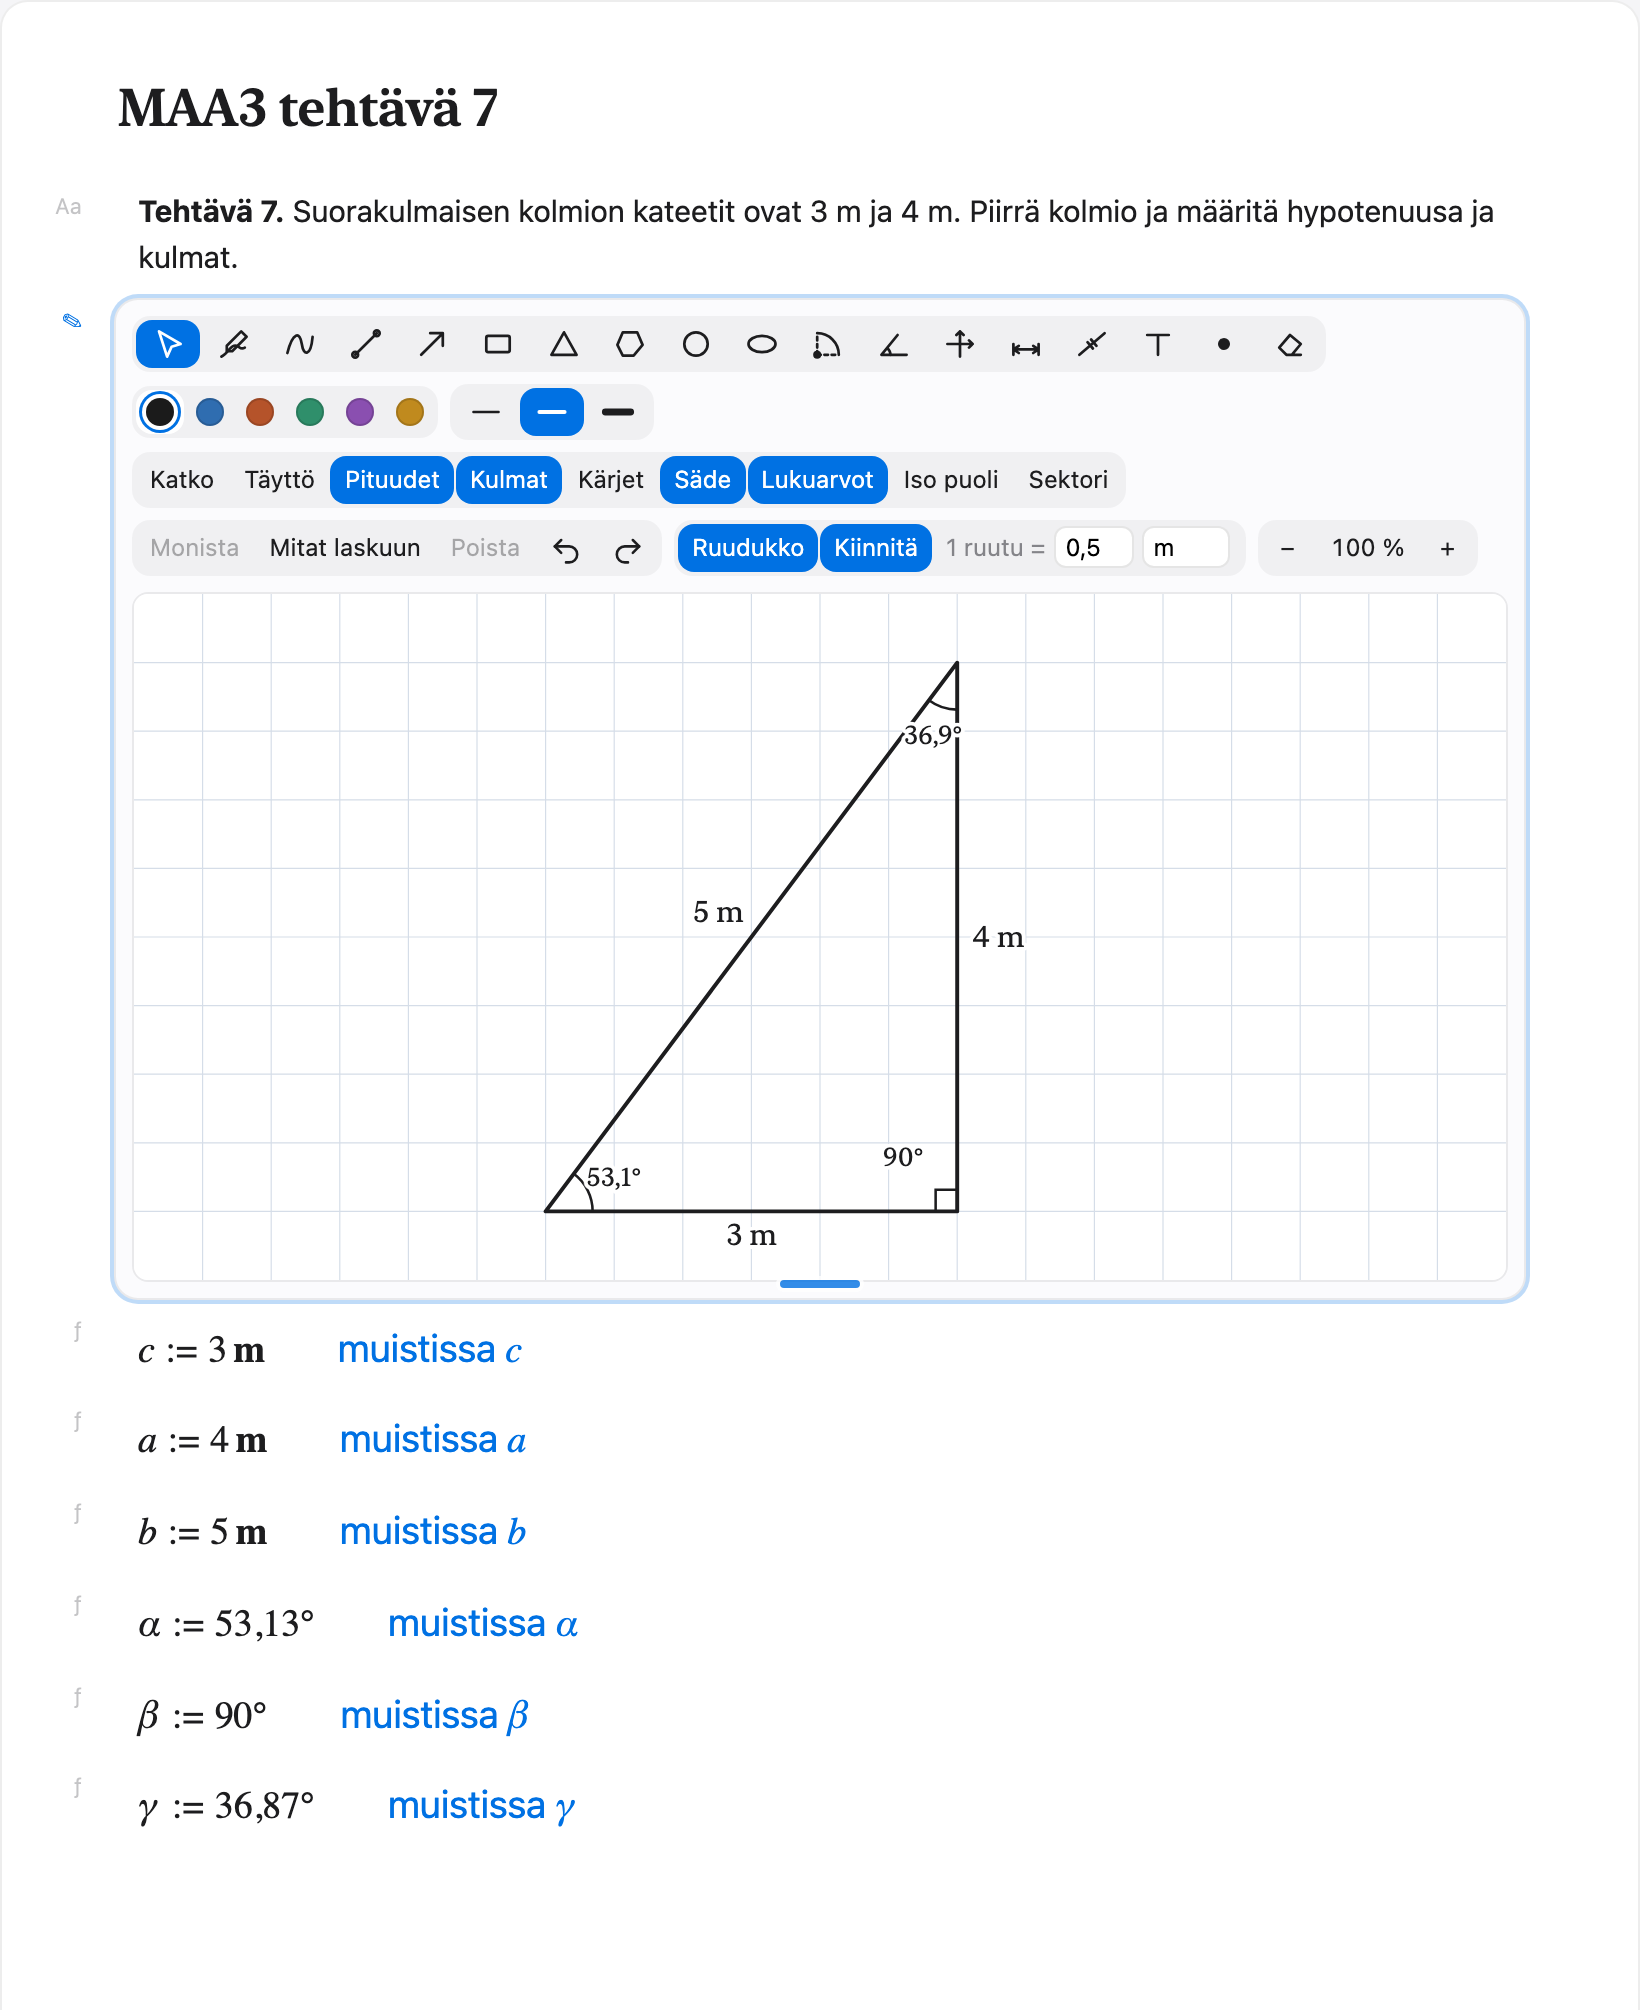 MAA3 tehtävä 7
Aa
Tehtävä 7. Suorakulmaisen kolmion kateetit ovat 3 m ja 4 m. Piirrä kolmio ja määritä hypotenuusa ja
kulmat.
T
Katko Täyttö Pituudet Kulmat Kärjet Säde Lukuarvot Iso puoli Sektori
Monista Mitat laskuun Poista Ruudukko Kiinnitä 1 ruutu = 0,5 m − 100 % +
36,9°
5 m
4 m
90°
53,1°
3 m
ƒ
c := 3 m muistissa c
ƒ
a := 4 m muistissa a
ƒ
b := 5 m muistissa b
ƒ
α := 53,13° muistissa α
ƒ
β := 90° muistissa β
ƒ
γ := 36,87° muistissa γ